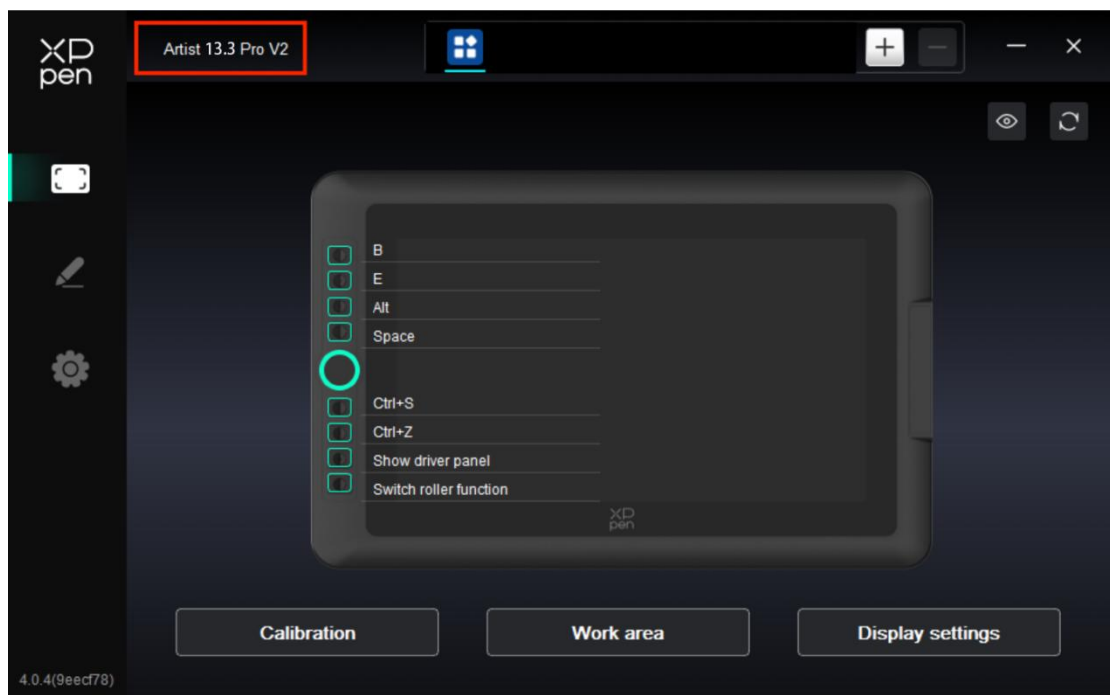 XP
pen
Artist 13.3 Pro V2
B
E
Alt
Space
Ctrl+S
Ctrl+Z
Show driver panel
Switch roller function
XP
pen
Calibration
Work area
Display settings
4.0.4(9eecf78)